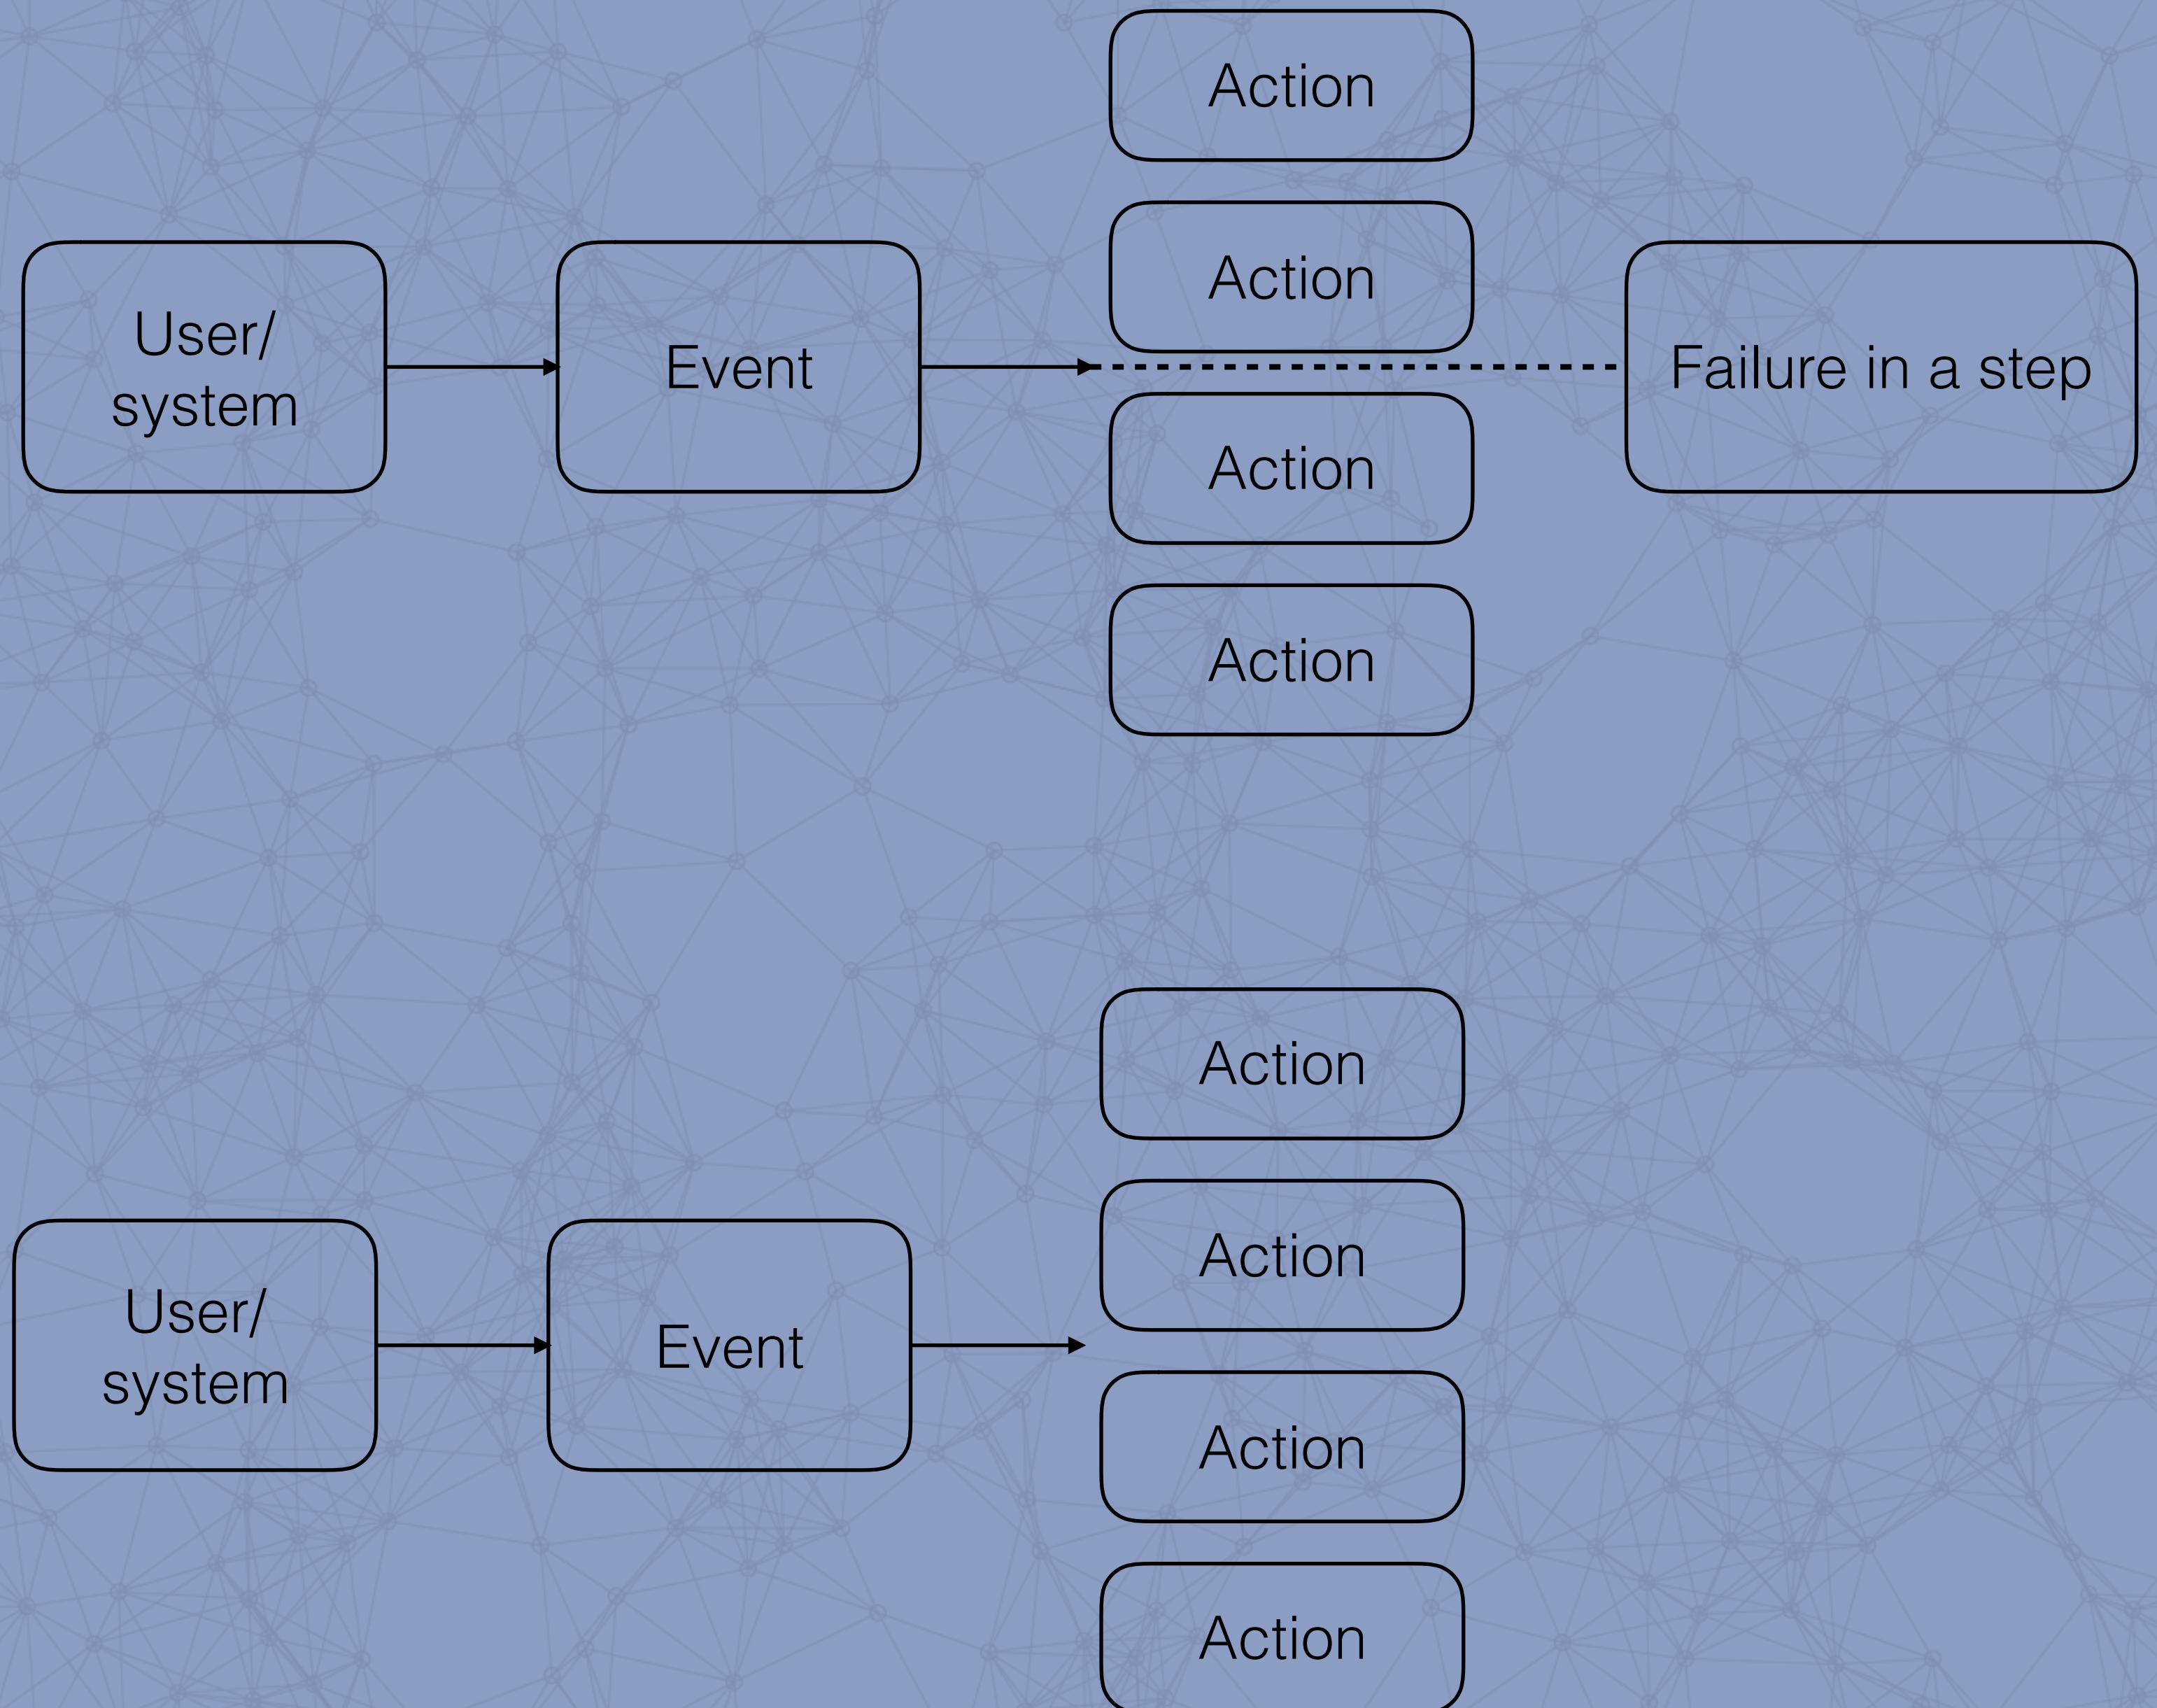 Action
Action
User/
system
Event
Failure in a step
Action
Action
Action
Action
User/
system
Event
Action
Action